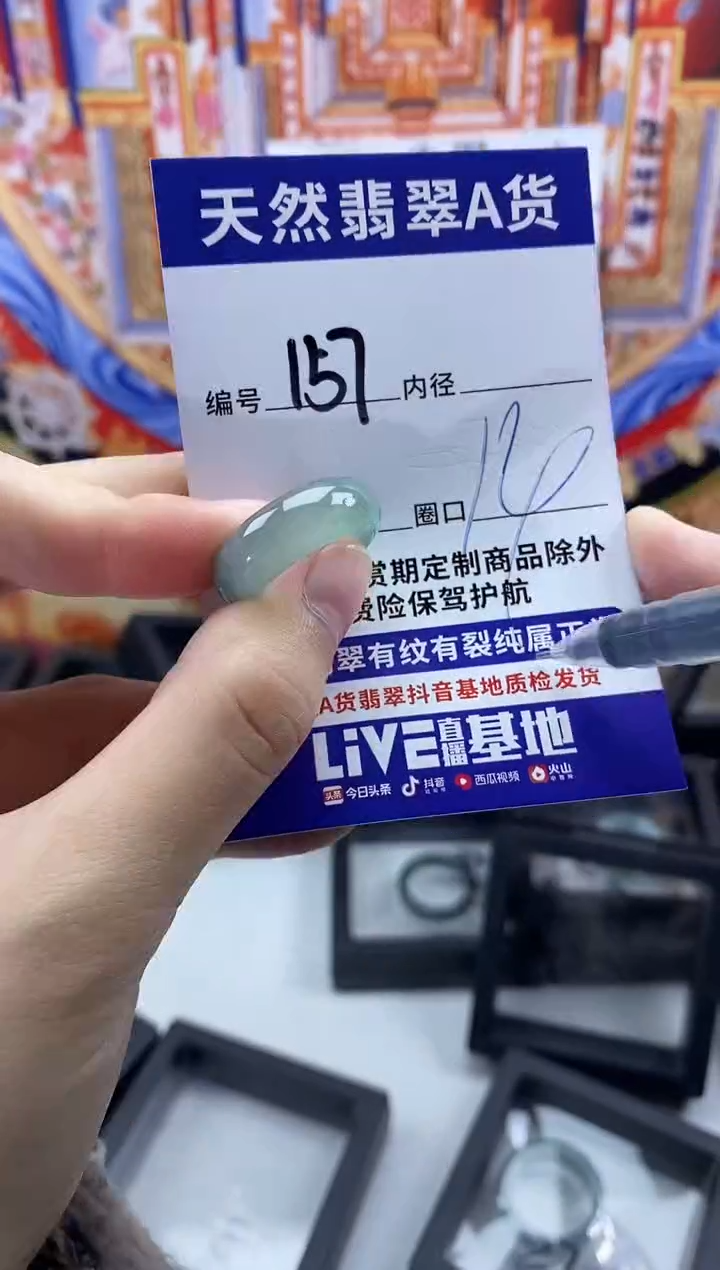 天然翡翠A货
编号 157 内径
圈口
赏期定制商品除外
费险保驾护航
翠有纹有裂纯属正
A货翡翠抖音基地质检发货
LiVE直播基地
头条 今日头条 抖音 西瓜视频 火山